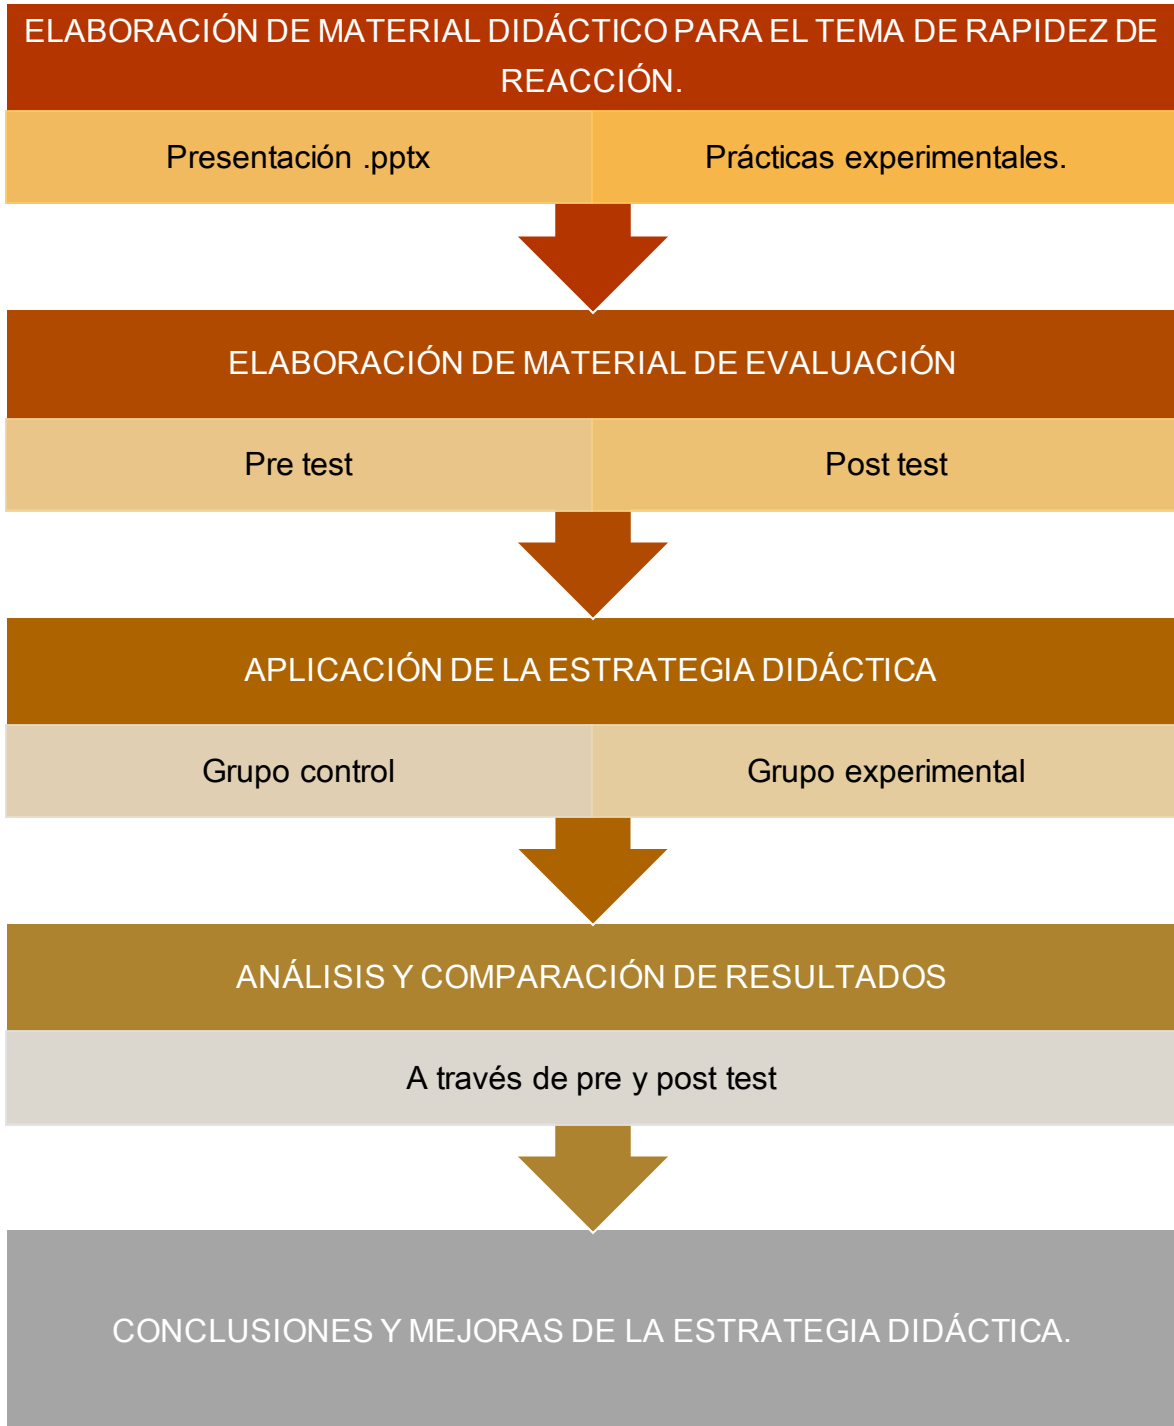 ELABORACIÓN DE MATERIAL DIDÁCTICO PARA EL TEMA DE RAPIDEZ DE
REACCIÓN.
Presentación .pptx
Prácticas experimentales.
ELABORACIÓN DE MATERIAL DE EVALUACIÓN
Pre test
Post test
APLICACIÓN DE LA ESTRATEGIA DIDÁCTICA
Grupo control
Grupo experimental
ANÁLISIS Y COMPARACIÓN DE RESULTADOS
A través de pre y post test
CONCLUSIONES Y MEJORAS DE LA ESTRATEGIA DIDÁCTICA.